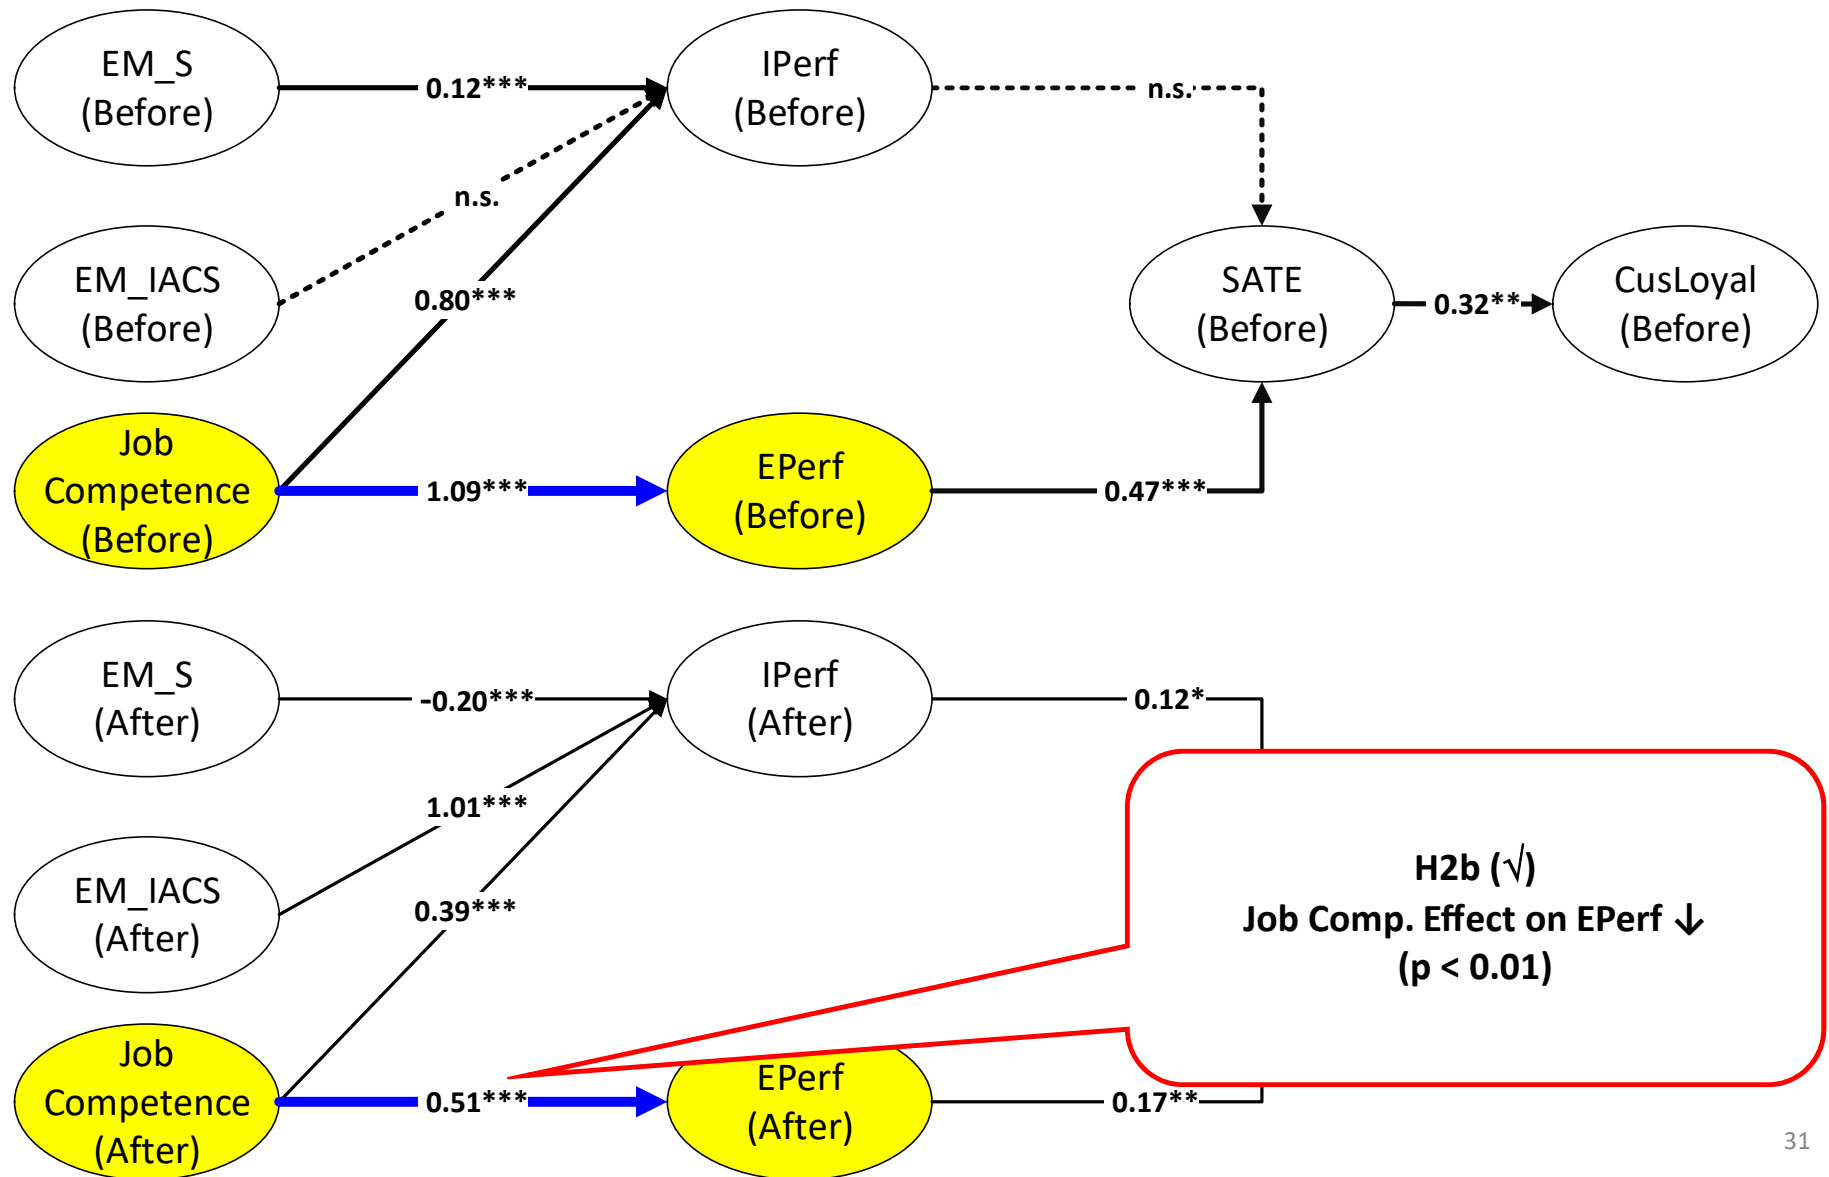 EM_S
(Before)
0.12***
IPerf
(Before)
n.s.
n.s.
EM_IACS
(Before)
0.80***
SATE
(Before)
0.32**
CusLoyal
(Before)
Job
Competence
(Before)
1.09***
EPerf
(Before)
0.47***
EM_S
(After)
-0.20***
IPerf
(After)
0.12*
1.01***
EM_IACS
(After)
0.39***
H2b (√)
Job Comp. Effect on EPerf ↓
(p < 0.01)
Job
Competence
(After)
0.51***
EPerf
(After)
0.17**
31